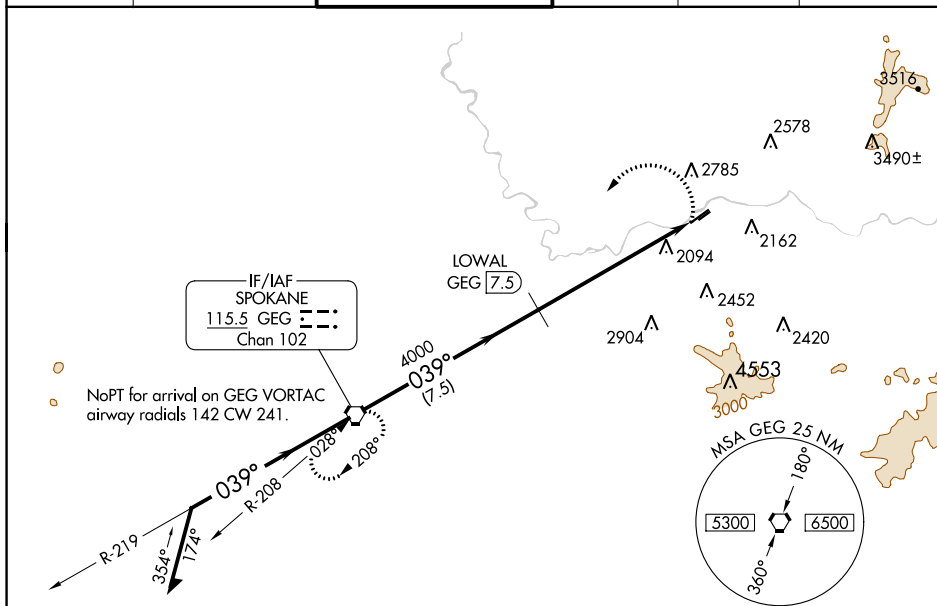 3516
2578
3490±
2785
2162
2094
LOWAL
GEG 7.5
2452
2904
2420
IF/IAF
SPOKANE
115.5 GEG
Chan 102
4000
039°
(7.5)
4553
3000
NoPT for arrival on GEG VORTAC
airway radials 142 CW 241.
028°
208°
039°
R-208
R-219
354°
174°
MSA GEG 25 NM
180°
5300
6500
360°